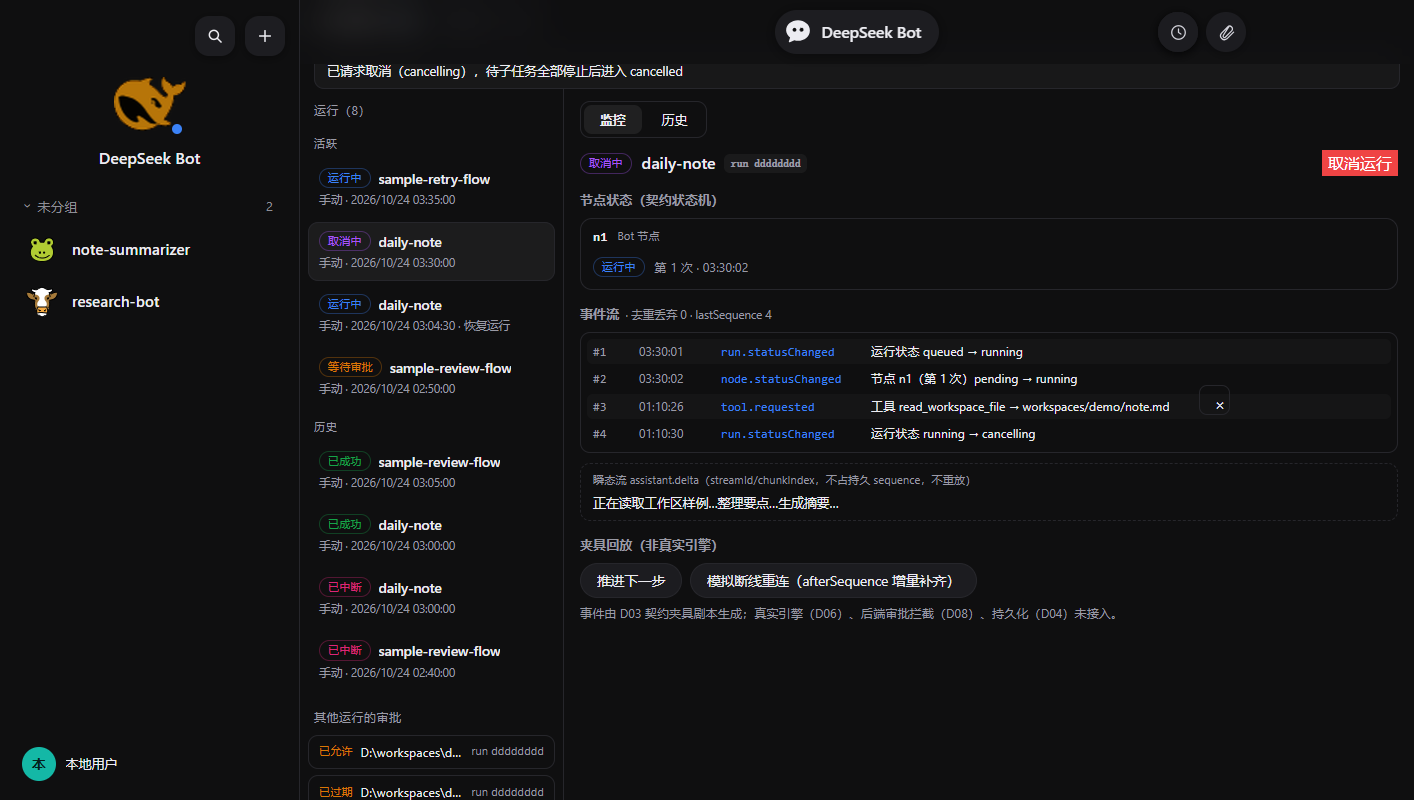 DeepSeek Bot
未分组
2
note-summarizer
research-bot
本
本地用户
DeepSeek Bot
已请求取消（cancelling），待子任务全部停止后进入 cancelled
运行（8）
活跃
运行中 sample-retry-flow
手动 · 2026/10/24 03:35:00
取消中 daily-note
手动 · 2026/10/24 03:30:00
运行中 daily-note
手动 · 2026/10/24 03:04:30 · 恢复运行
等待审批 sample-review-flow
手动 · 2026/10/24 02:50:00
历史
已成功 sample-review-flow
手动 · 2026/10/24 03:05:00
已成功 daily-note
手动 · 2026/10/24 03:00:00
已中断 daily-note
手动 · 2026/10/24 03:00:00
已中断 sample-review-flow
手动 · 2026/10/24 02:40:00
其他运行的审批
已允许 D:\workspaces\d... run dddddddd
已过期 D:\workspaces\d... run dddddddd
监控 历史
取消中 daily-note run dddddddd 取消运行
节点状态（契约状态机）
n1 Bot 节点
运行中 第 1 次 · 03:30:02
事件流 · 去重丢弃 0 · lastSequence 4
#1 03:30:01 run.statusChanged 运行状态 queued → running
#2 03:30:02 node.statusChanged 节点 n1（第 1 次）pending → running
#3 01:10:26 tool.requested 工具 read_workspace_file → workspaces/demo/note.md
#4 01:10:30 run.statusChanged 运行状态 running → cancelling
瞬态流 assistant.delta（streamId/chunkIndex，不占持久 sequence，不重放）
正在读取工作区样例...整理要点...生成摘要...
夹具回放（非真实引擎）
推进下一步 模拟断线重连（afterSequence 增量补齐）
事件由 D03 契约夹具剧本生成；真实引擎（D06）、后端审批拦截（D08）、持久化（D04）未接入。